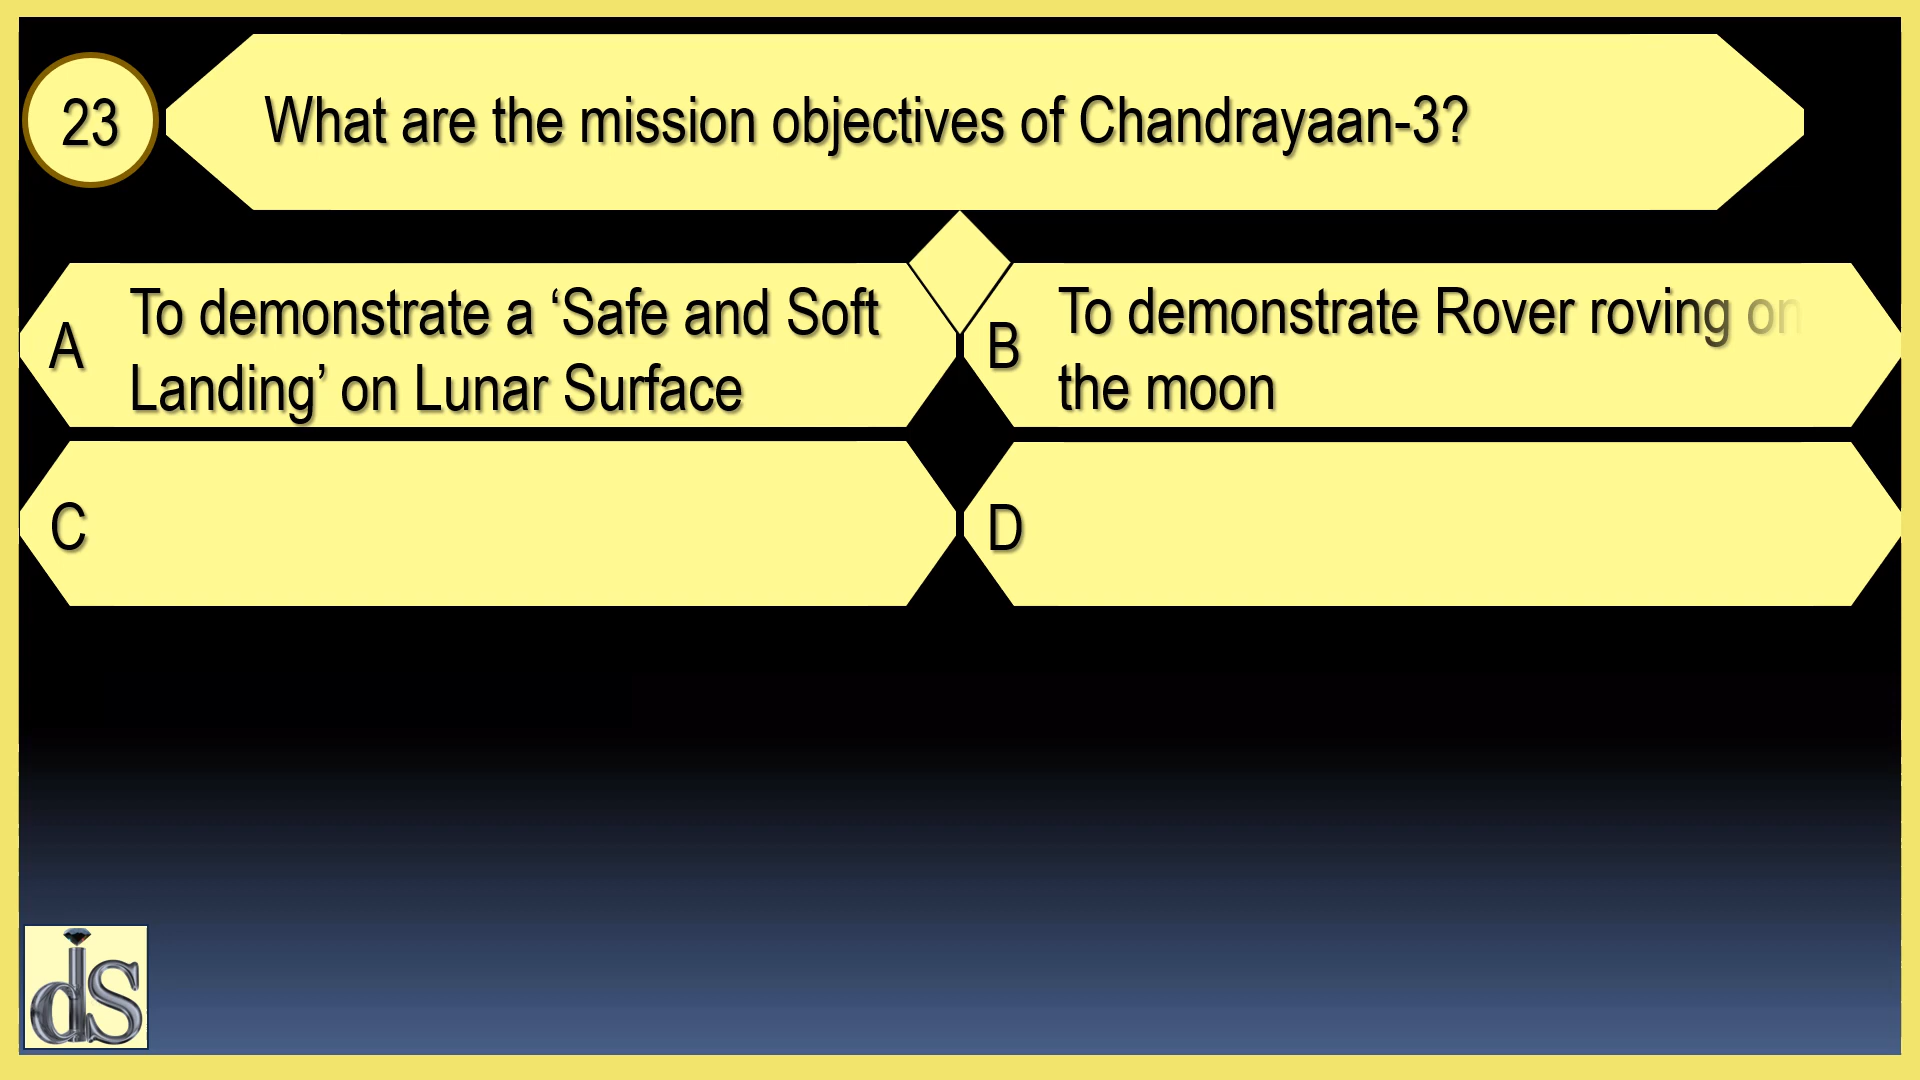 23
What are the mission objectives of Chandrayaan-3?
A
To demonstrate a ‘Safe and Soft
Landing’ on Lunar Surface
B
To demonstrate Rover roving on
the moon
C
D
ds